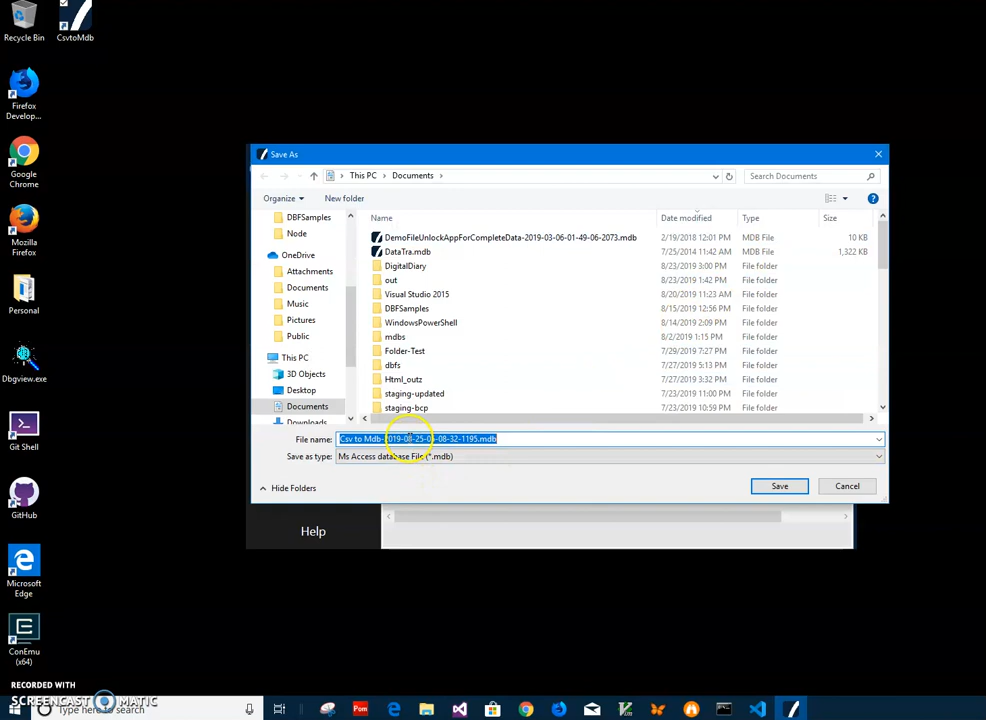 Recycle Bin
CsvtoMdb
Firefox
Develop...
Google
Chrome
Mozilla
Firefox
Personal
Dbgview.exe
Git Shell
GitHub
Microsoft
Edge
ConEmu
(x64)
Save As
This PC > Documents >
Search Documents
Organize
New folder
DBFSamples
Node
OneDrive
Attachments
Documents
Music
Pictures
Public
This PC
3D Objects
Desktop
Documents
Downloads
Name Date modified Type Size
DemoFileUnlockAppForCompleteData-2019-03-06-01-49-06-2073.mdb 2/19/2018 12:01 PM MDB File 10 KB
DataTra.mdb 7/25/2014 11:42 AM MDB File 1,322 KB
DigitalDiary 8/23/2019 3:00 PM File folder
out 8/23/2019 1:42 PM File folder
Visual Studio 2015 8/20/2019 11:23 AM File folder
DBFSamples 8/15/2019 12:56 PM File folder
WindowsPowerShell 8/14/2019 2:09 PM File folder
mdbs 8/2/2019 1:15 PM File folder
Folder-Test 7/29/2019 7:27 PM File folder
dbfs 7/27/2019 5:13 PM File folder
Html_outz 7/27/2019 3:32 PM File folder
staging-updated 7/23/2019 11:00 PM File folder
staging-bcp 7/23/2019 10:59 PM File folder
File name: Csv to Mdb-2019-08-25-0 -08-32-1195.mdb
Save as type: Ms Access database File (*.mdb)
Hide Folders
Save
Cancel
Help
RECORDED WITH
SCREENCAST MATIC
Type here to search
Pom